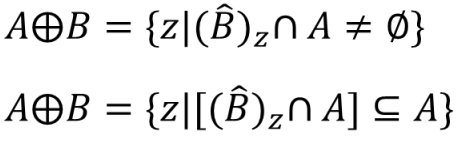 A⊕B = {z|(B̂)_z∩ A ≠ ∅}
A⊕B = {z|[(B̂)_z∩ A] ⊆ A}